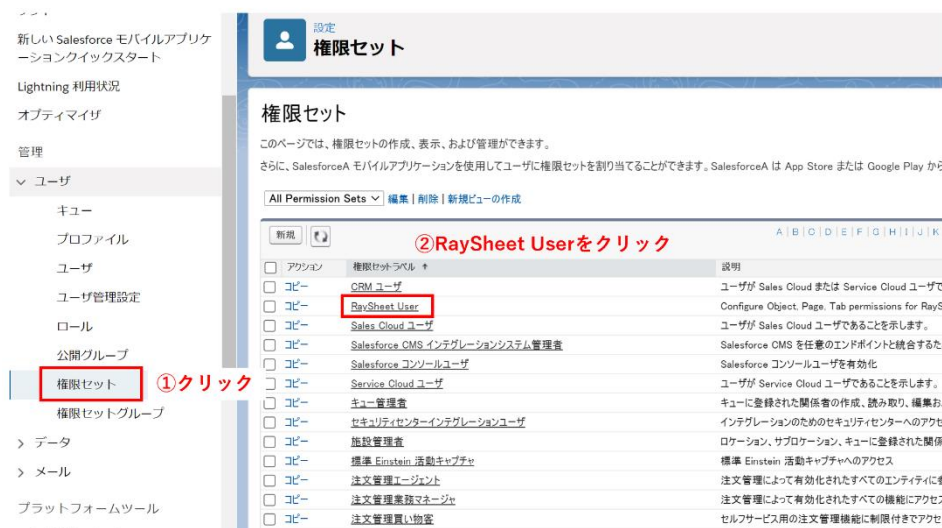 新しい Salesforce モバイルアプリケ
ーションクイックスタート
Lightning 利用状況
オプティマイザ
管理
ユーザ
キュー
プロファイル
ユーザ
ユーザ管理設定
ロール
公開グループ
権限セット
①クリック
権限セットグループ
データ
メール
プラットフォームツール
設定
権限セット
権限セット
このページでは、権限セットの作成、表示、および管理ができます。
さらに、SalesforceA モバイルアプリケーションを使用してユーザに権限セットを割り当てることができます。SalesforceA は App Store または Google Play から
All Permission Sets 編集 | 削除 | 新規ビューの作成
新規
②RaySheet Userをクリック
A | B | C | D | E | F | G | H | I | J | K
アクション 権限セットラベル ↑ 説明
コピー CRM ユーザ ユーザが Sales Cloud または Service Cloud ユーザで
コピー RaySheet User Configure Object, Page, Tab permissions for RayS
コピー Sales Cloud ユーザ ユーザが Sales Cloud ユーザであることを示します。
コピー Salesforce CMS インテグレーションシステム管理者 Salesforce CMS を任意のエンドポイントと統合するた
コピー Salesforce コンソールユーザ Salesforce コンソールユーザを有効化
コピー Service Cloud ユーザ ユーザが Service Cloud ユーザであることを示します。
コピー キュー管理者 キューに登録された関係者の作成、読み取り、編集お
コピー セキュリティセンターインテグレーションユーザ インテグレーションのためのセキュリティセンターへのアクセ
コピー 施設管理者 ロケーション、サブロケーション、キューに登録された関係
コピー 標準 Einstein 活動キャプチャ 標準 Einstein 活動キャプチャへのアクセス
コピー 注文管理エージェント 注文管理によって有効化されたすべてのエンティティに
コピー 注文管理業務マネージャ 注文管理によって有効化されたすべての機能にアクセス
コピー 注文管理買い物客 セルフサービス用の注文管理機能に制限付きでアクセ